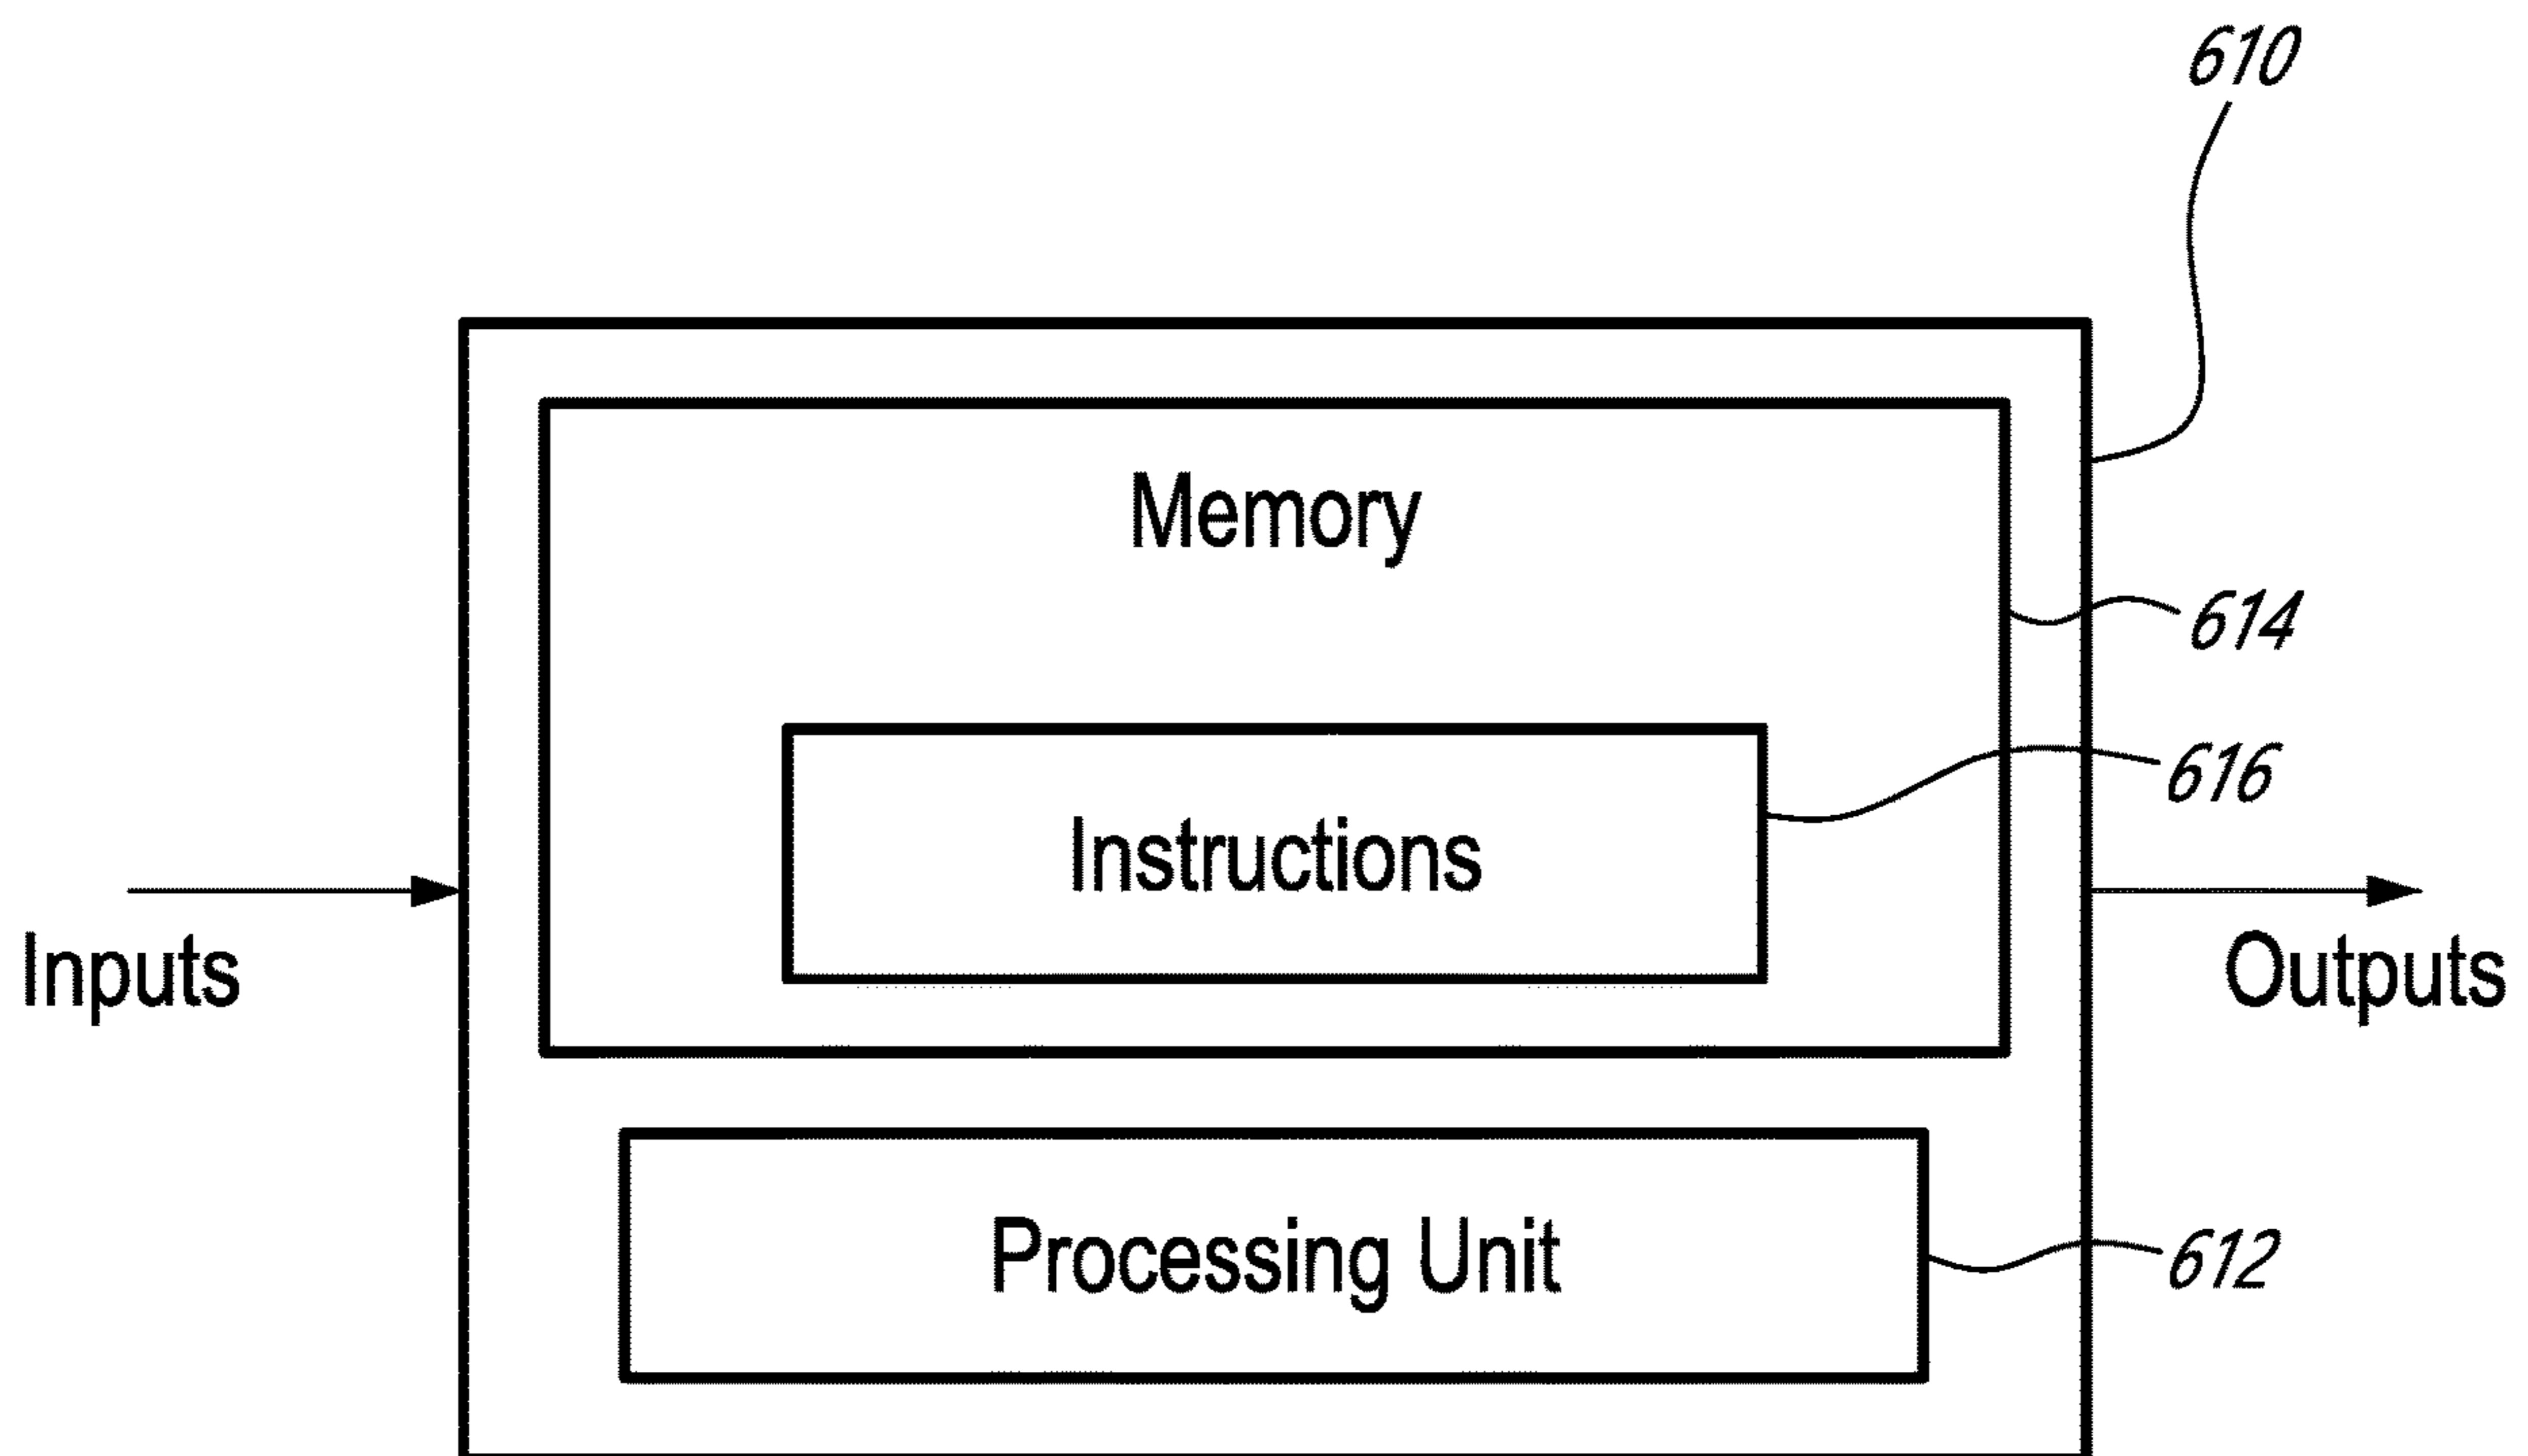 610
Memory
614
616
Instructions
Inputs
Outputs
Processing Unit
612